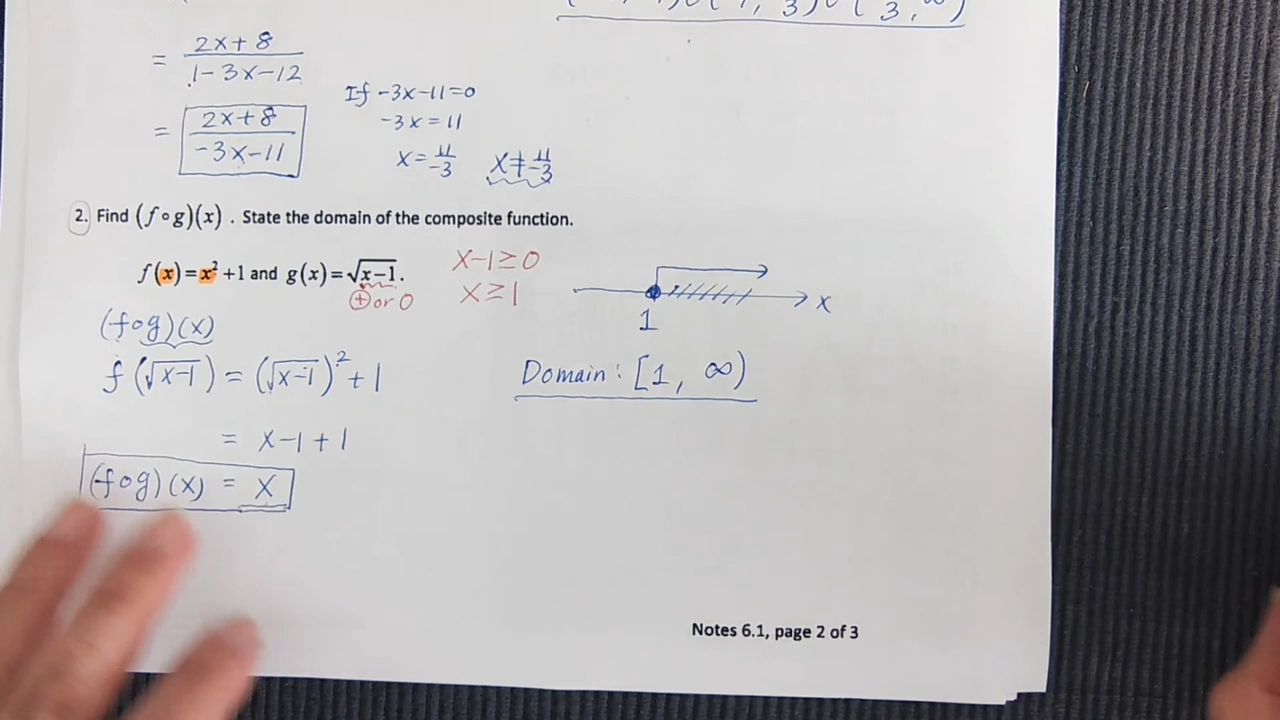 3)∪( 3, ∞)
= 2x+8 / 1-3x-12
If -3x-11=0
= 2x+8 / -3x-11
-3x=11
x=11/-3 x≠11/-3
2. Find (f∘g)(x) . State the domain of the composite function.
f(x)=x²+1 and g(x)=√x-1. x-1≥0
⊕or 0 x≥1
x
1
(f∘g)(x)
f(√x-1) = (√x-1)²+1 Domain: [1, ∞)
= x-1+1
(f∘g)(x) = x
Notes 6.1, page 2 of 3